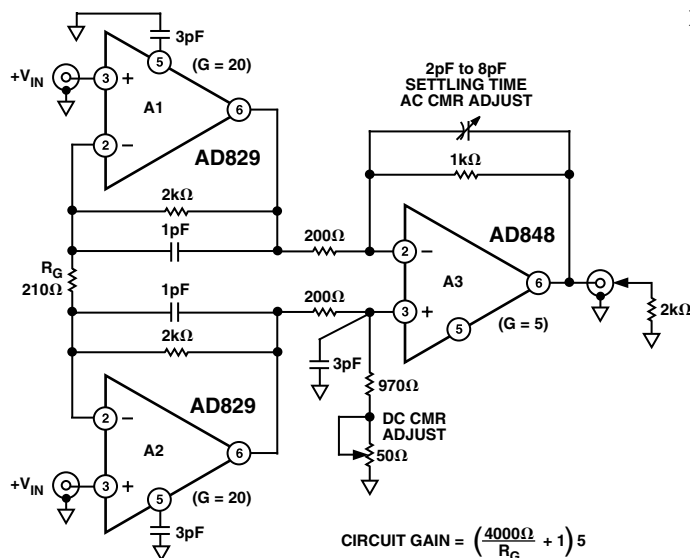 3pF
5
(G = 20)
+VIN
3
+
A1
6
2
–
AD829
2kΩ
1pF
RG
210Ω
1pF
2kΩ
2
–
AD829
A2
6
+VIN
3
+
5
(G = 20)
3pF
2pF to 8pF
SETTLING TIME
AC CMR ADJUST
1kΩ
200Ω
2
–
AD848
A3
6
200Ω
3
+
5
(G = 5)
2kΩ
3pF
970Ω
DC CMR
ADJUST
50Ω
CIRCUIT GAIN = (4000Ω/RG + 1) 5